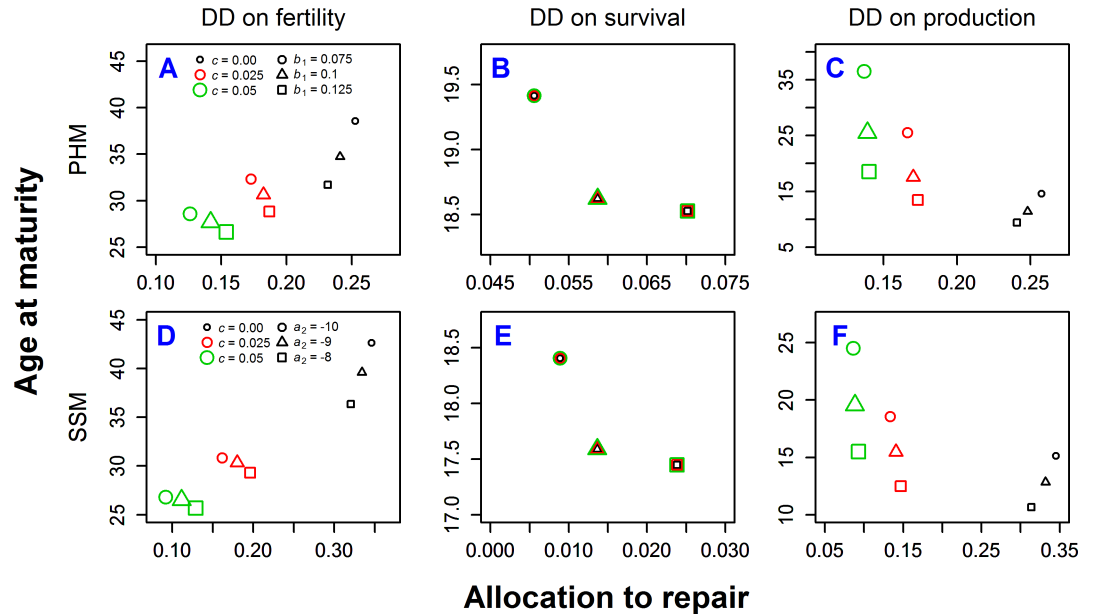 DD on fertility
DD on survival
DD on production
A
c = 0.00
b1 = 0.075
c = 0.025
b1 = 0.1
c = 0.05
b1 = 0.125
45
40
35
30
25
0.10
0.15
0.20
0.25
PHM
B
19.5
19.0
18.5
0.045
0.055
0.065
0.075
C
35
25
15
5
0.15
0.20
0.25
Age at maturity
D
c = 0.00
a2 = -10
c = 0.025
a2 = -9
c = 0.05
a2 = -8
45
40
35
30
25
0.10
0.20
0.30
SSM
E
18.5
18.0
17.5
17.0
0.000
0.010
0.020
0.030
F
25
20
15
10
0.05
0.15
0.25
0.35
Allocation to repair